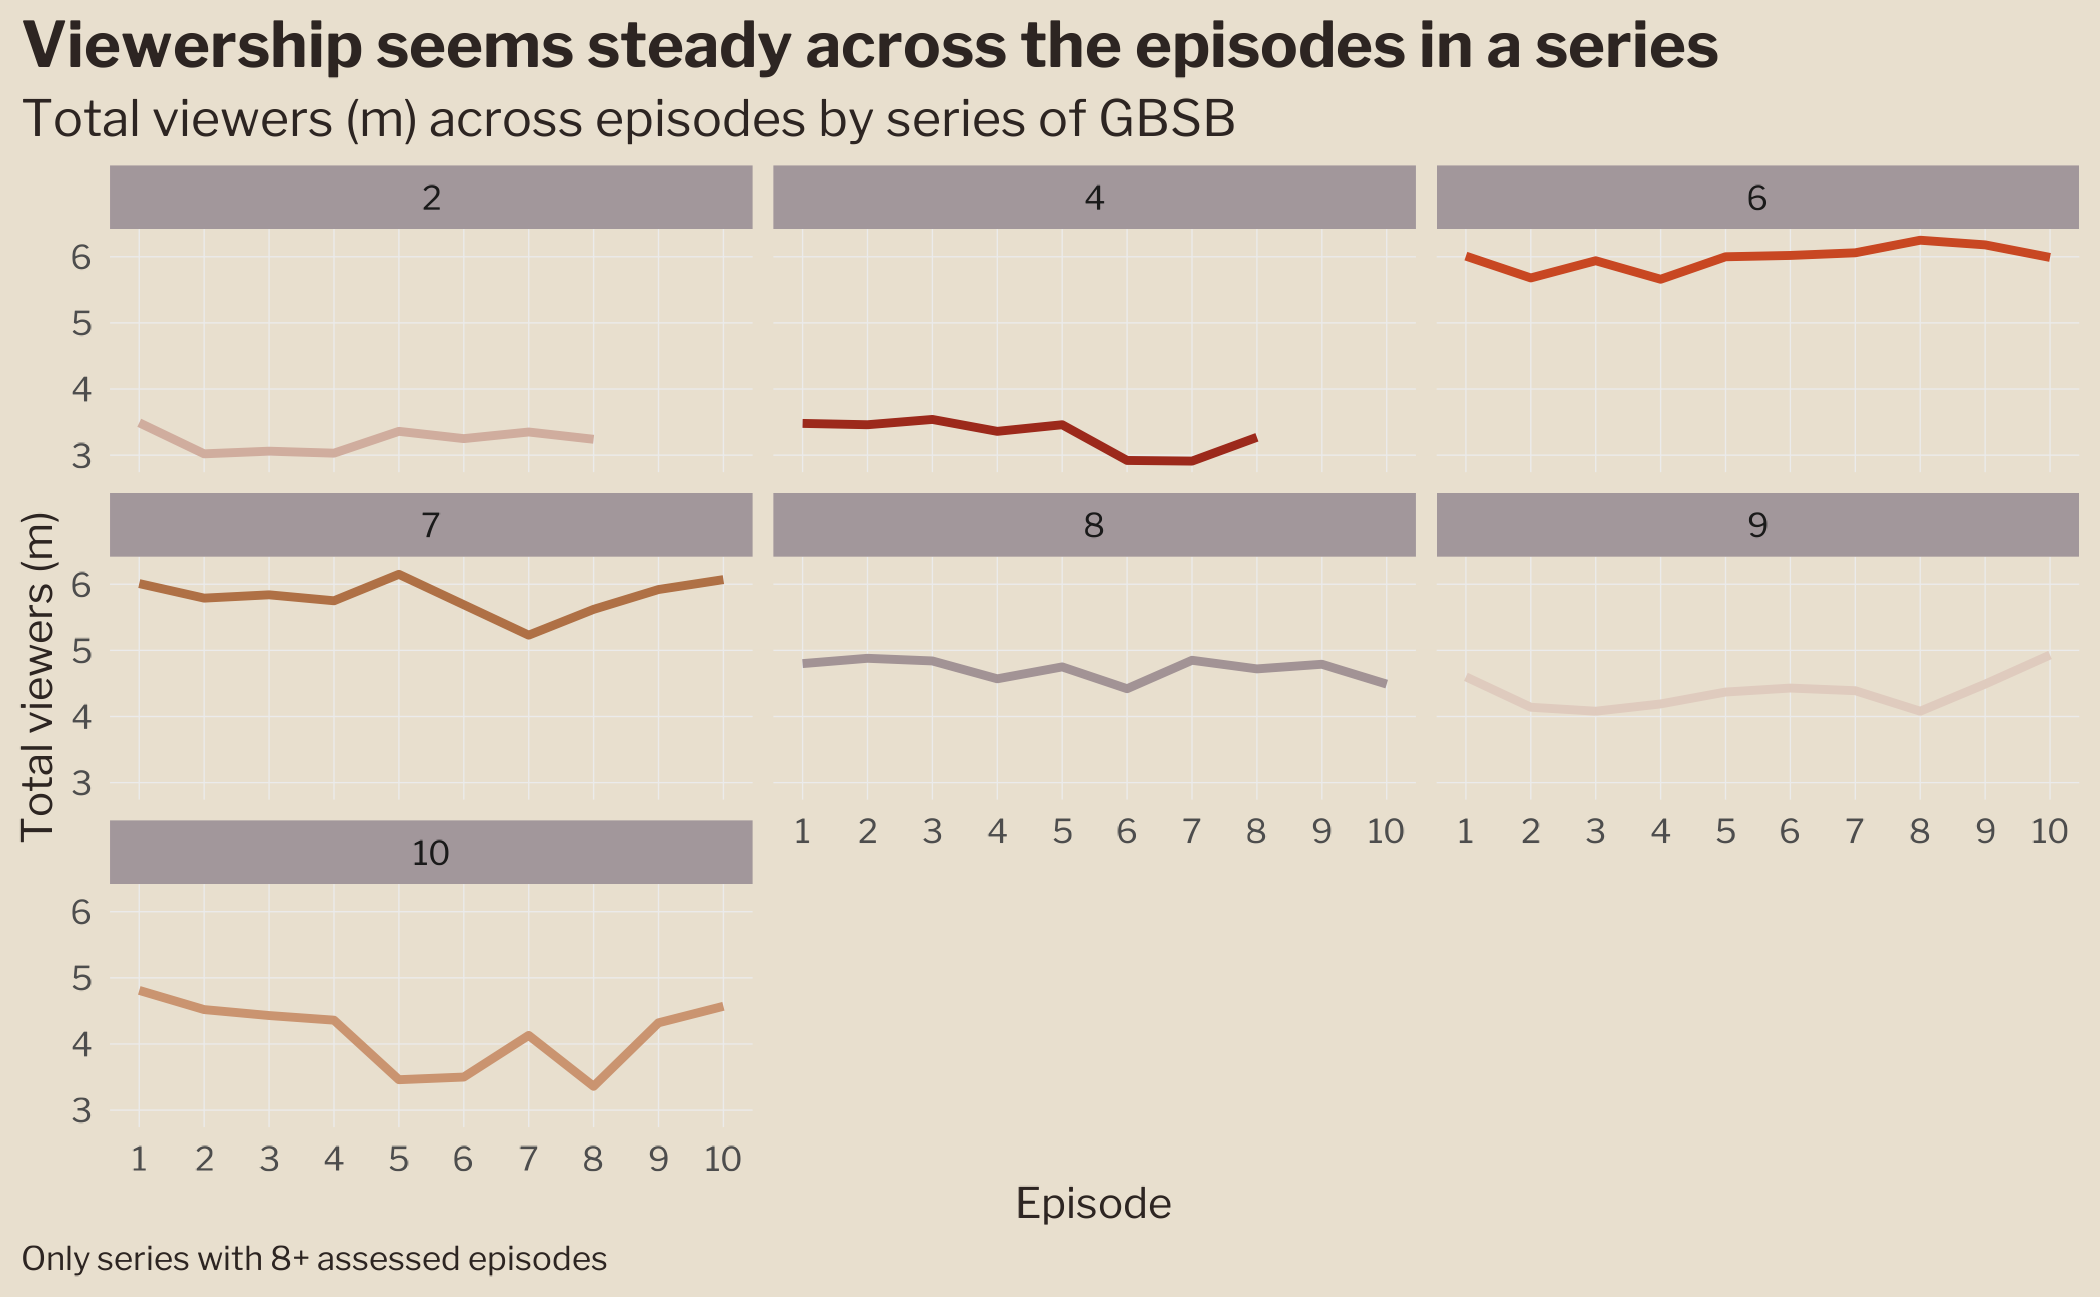 Viewership seems steady across the episodes in a series
Total viewers (m) across episodes by series of GBSB
2
4
6
6
5
4
3
7
8
9
6
5
4
3
1 2 3 4 5 6 7 8 9 10
1 2 3 4 5 6 7 8 9 10
10
6
5
4
3
1 2 3 4 5 6 7 8 9 10
Total viewers (m)
Episode
Only series with 8+ assessed episodes